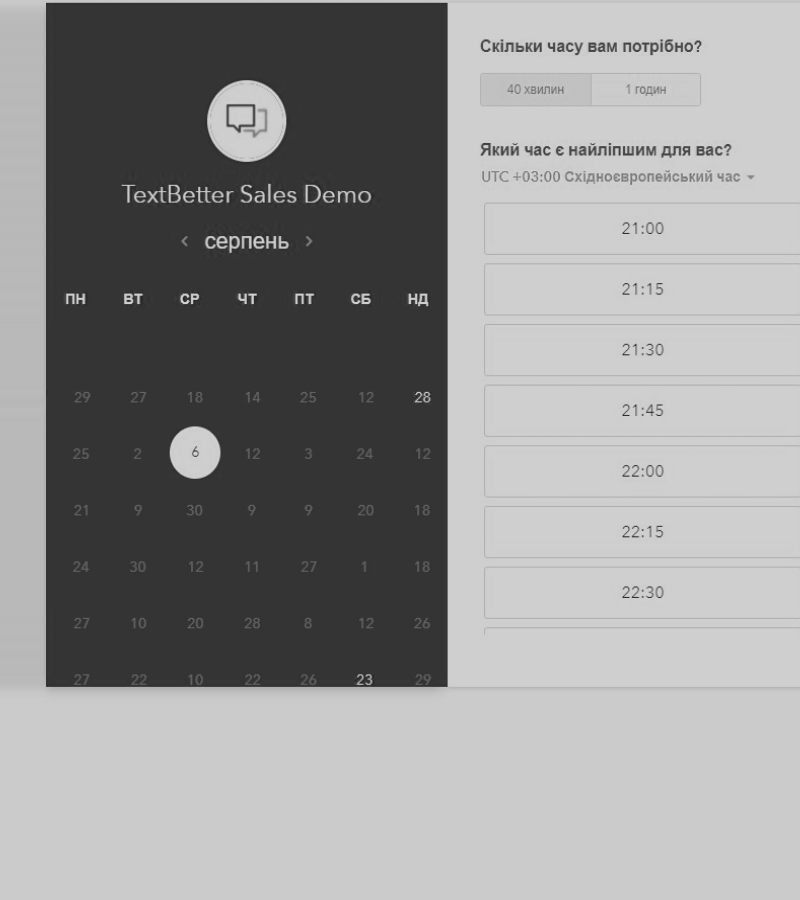 TextBetter Sales Demo
серпень
ПН ВТ СР ЧТ ПТ СБ НД
29 27 18 14 25 12 28
25 2 6 12 3 24 12
21 9 30 9 9 20 18
24 30 12 11 27 1 18
27 10 20 28 8 12 26
27 22 10 22 26 23 29
Скільки часу вам потрібно?
40 хвилин 1 годин
Який час є найліпшим для вас?
UTC +03:00 Східноєвропейський час
21:00
21:15
21:30
21:45
22:00
22:15
22:30